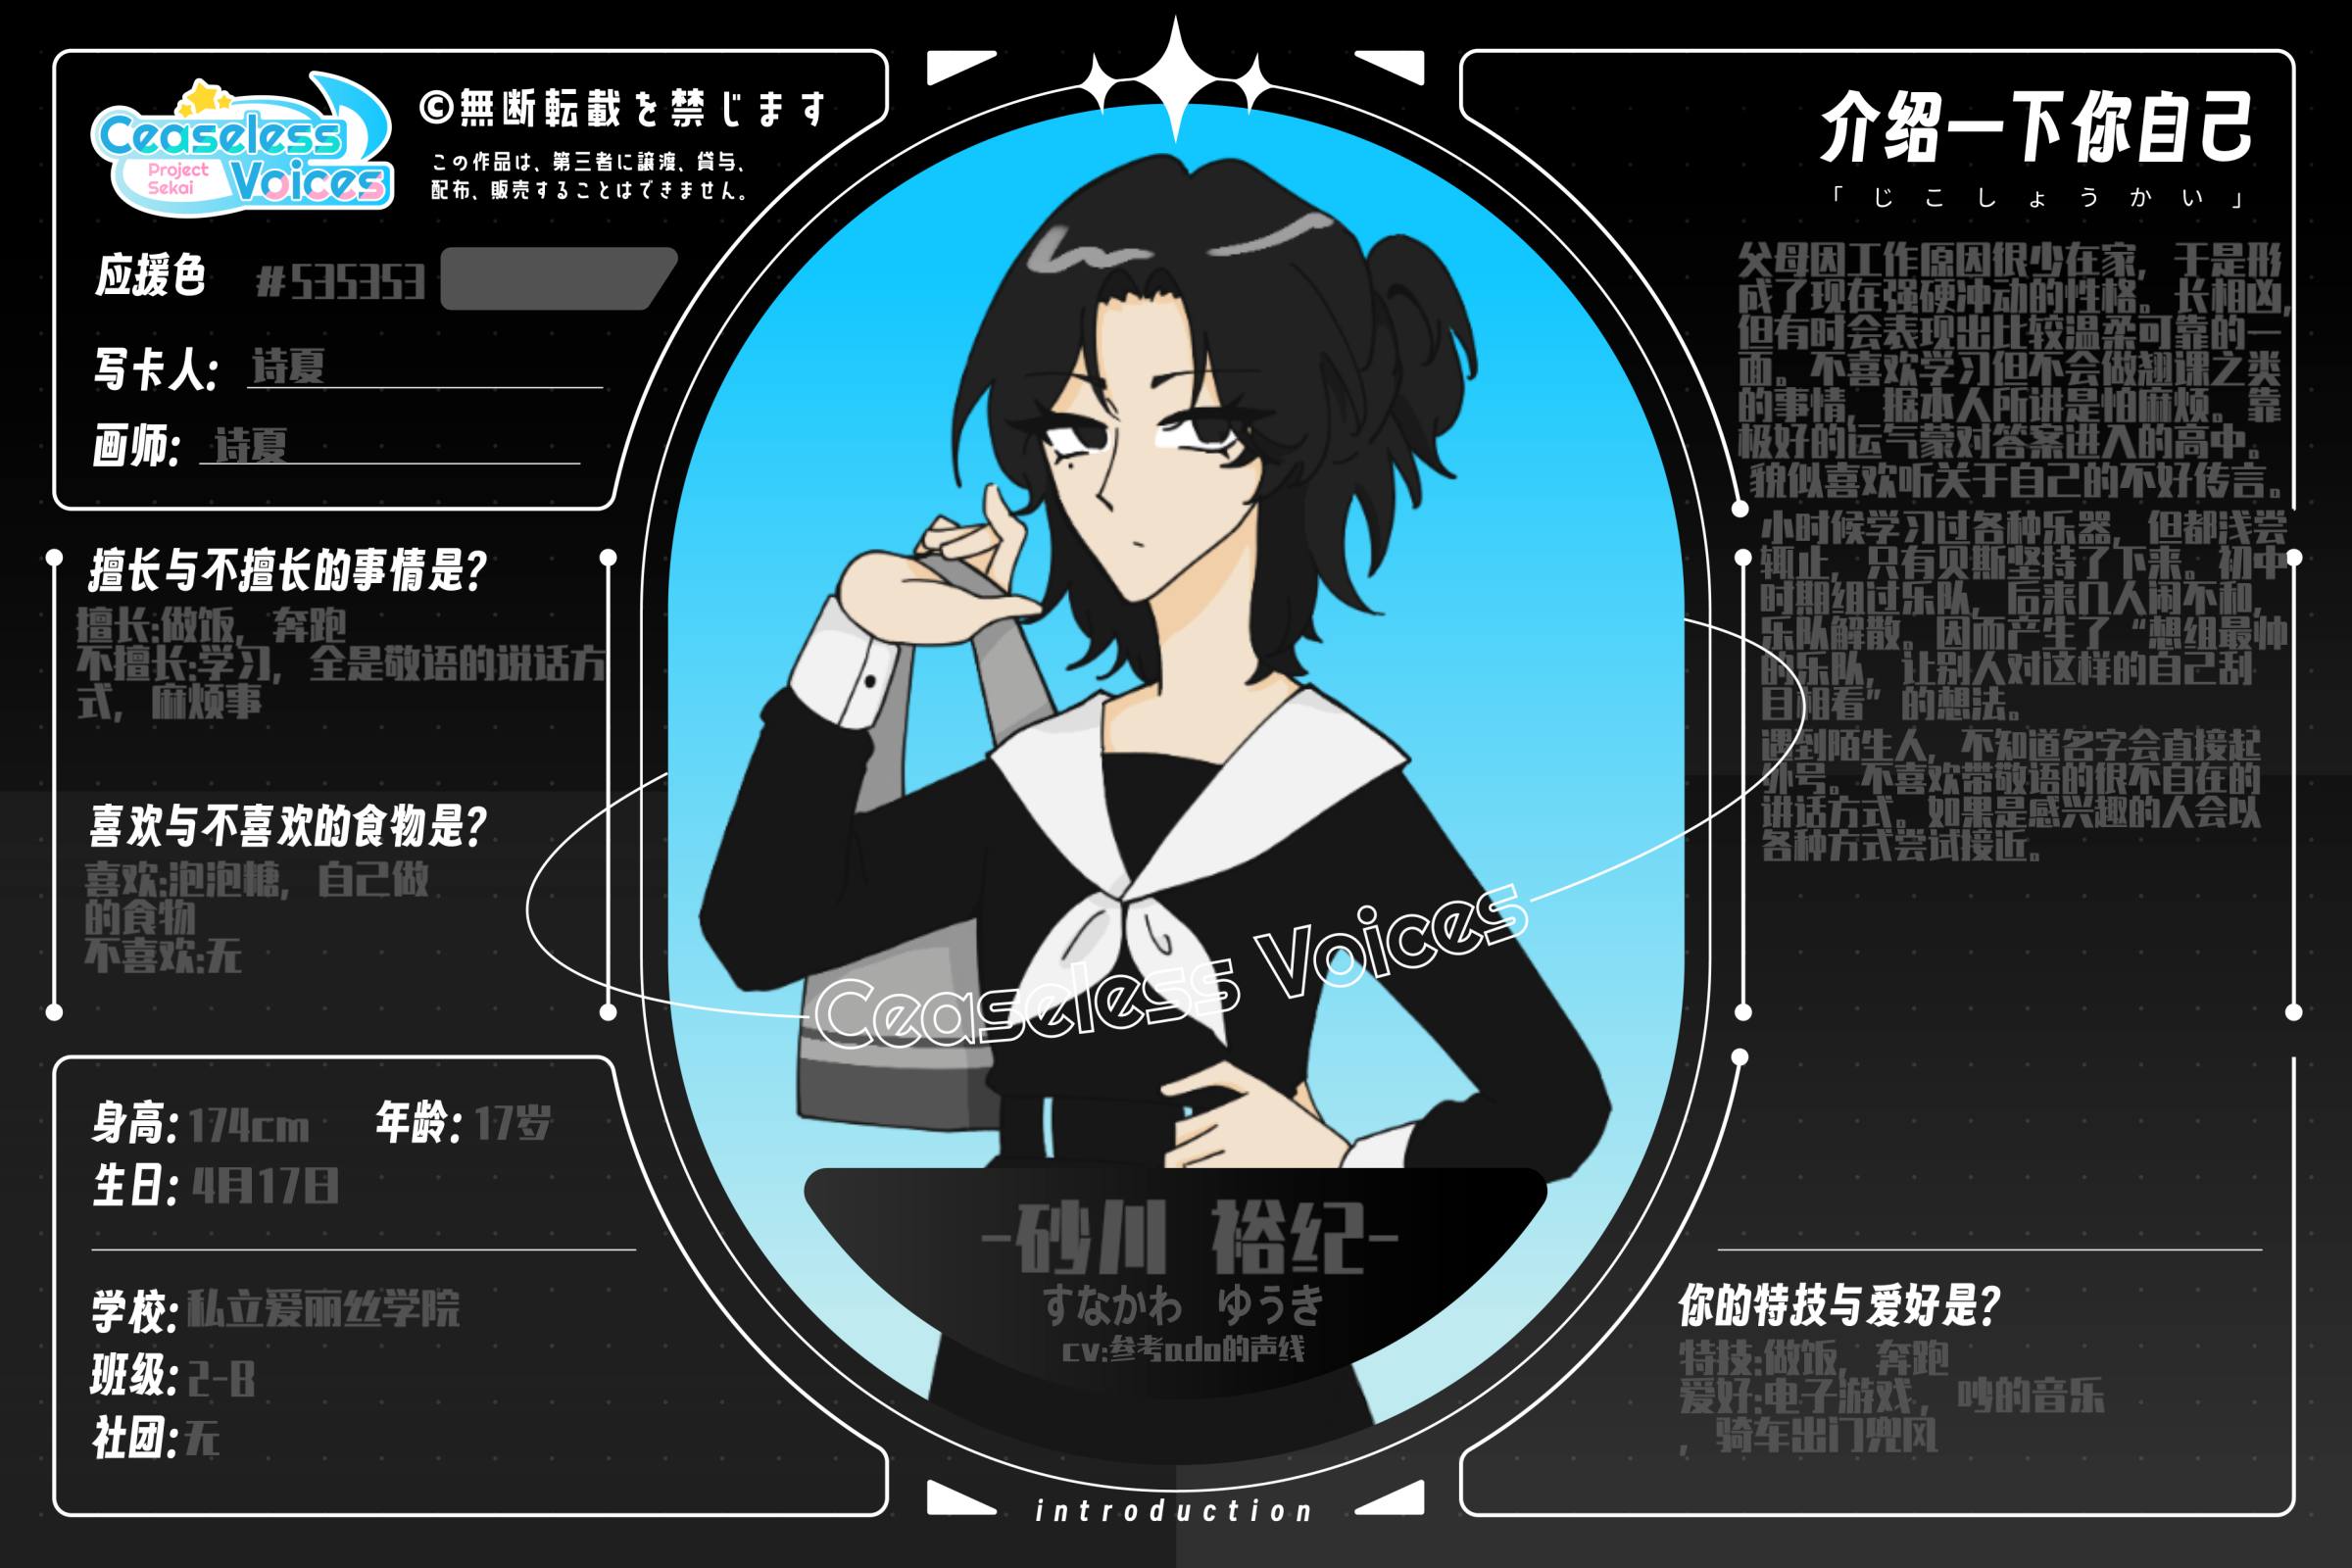 Ceaseless
Voices
Project
Sekai
©無断転載を禁じます
この作品は、第三者に譲渡、貸与、
配布、販売することはできません。
应援色 #535353
写卡人: 诗夏
画师: 诗夏
擅长与不擅长的事情是?
擅长:做饭, 奔跑
不擅长:学习, 全是敬语的说话方
式, 麻烦事
喜欢与不喜欢的食物是?
喜欢:泡泡糖, 自己做
的食物
不喜欢:无
身高: 174cm 年龄: 17岁
生日: 4月17日
学校: 私立爱丽丝学院
班级: 2-B
社团: 无
Ceaseless Voices
-砂川 裕纪-
すなかわ ゆうき
cv:参考ado的声线
introduction
介绍一下你自己
「じこしょうかい」
父母因工作原因很少在家, 于是形
成了现在强硬冲动的性格。长相凶,
但有时会表现出比较温柔可靠的一
面。不喜欢学习但不会做翘课之类
的事情, 据本人所讲是怕麻烦。靠
极好的运气蒙对答案进入的高中。
貌似喜欢听关于自己的不好传言。
小时候学习过各种乐器, 但都浅尝
辄止, 只有贝斯坚持了下来。初中
时期组过乐队, 后来几人闹不和,
乐队解散。因而产生了“想组最帅
的乐队, 让别人对这样的自己刮
目相看”的想法。
遇到陌生人, 不知道名字会直接起
外号。不喜欢带敬语的很不自在的
讲话方式。如果是感兴趣的人会以
各种方式尝试接近。
你的特技与爱好是?
特技:做饭, 奔跑
爱好:电子游戏, 吵的音乐
, 骑车出门兜风